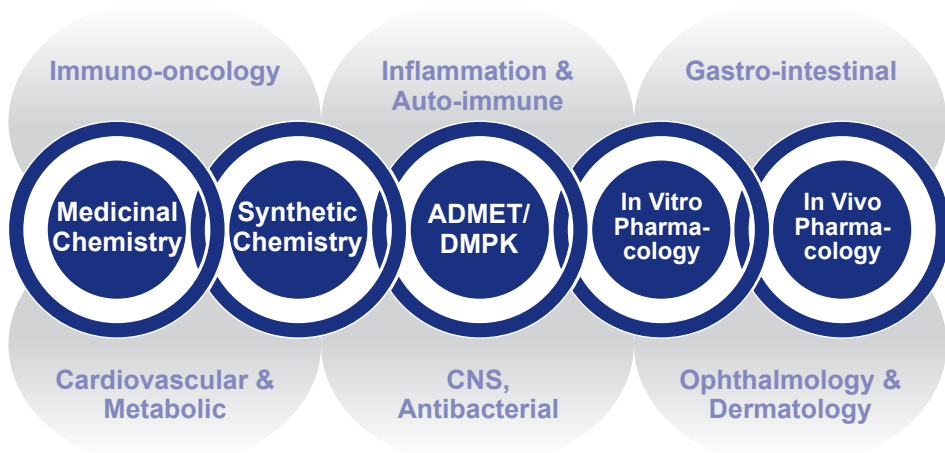 Immuno-oncology
Inflammation &
Auto-immune
Gastro-intestinal
Medicinal
Chemistry
Synthetic
Chemistry
ADMET/
DMPK
In Vitro
Pharma-
cology
In Vivo
Pharma-
cology
Cardiovascular &
Metabolic
CNS,
Antibacterial
Ophthalmology &
Dermatology